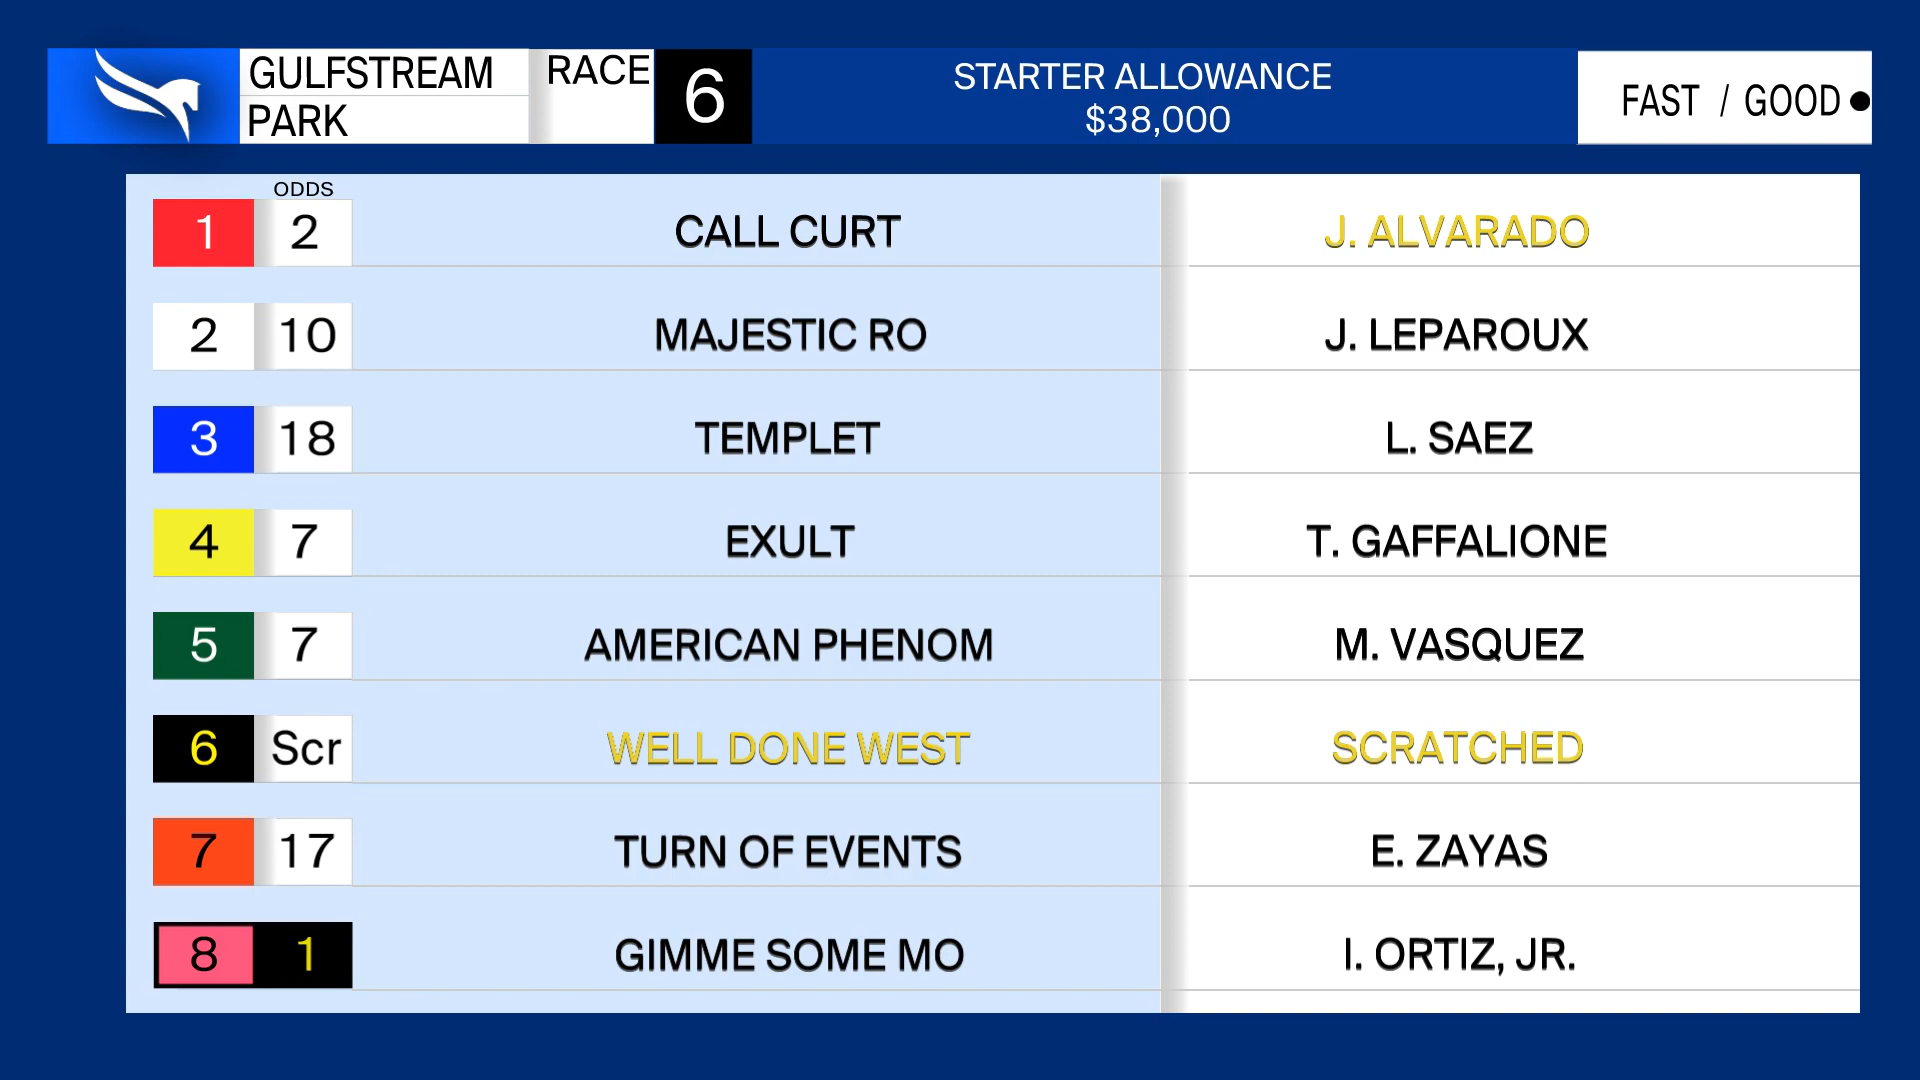 GULFSTREAM
PARK
RACE
6
STARTER ALLOWANCE
$38,000
FAST / GOOD
ODDS
1 2 CALL CURT J. ALVARADO
2 10 MAJESTIC RO J. LEPAROUX
3 18 TEMPLET L. SAEZ
4 7 EXULT T. GAFFALIONE
5 7 AMERICAN PHENOM M. VASQUEZ
6 Scr WELL DONE WEST SCRATCHED
7 17 TURN OF EVENTS E. ZAYAS
8 1 GIMME SOME MO I. ORTIZ, JR.